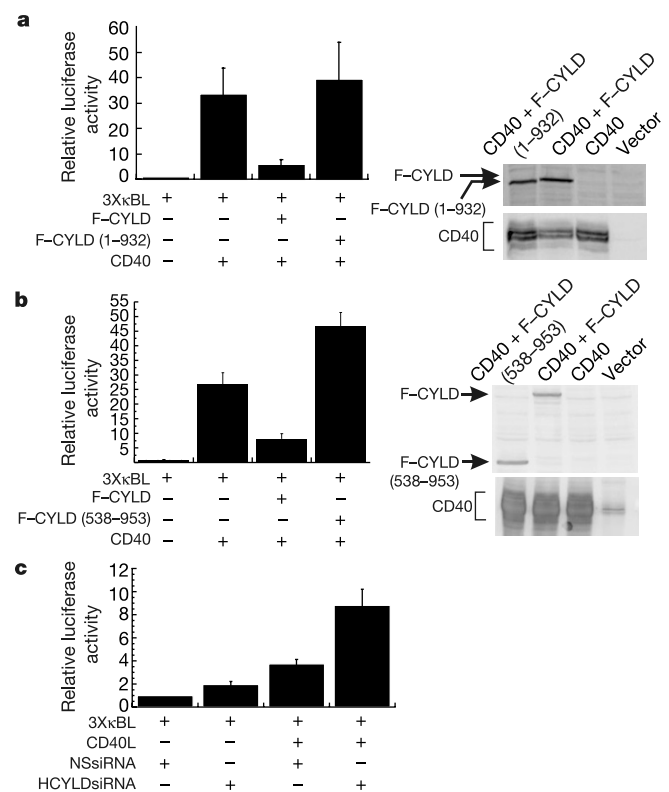 a
60
50
40
30
20
10
0
Relative luciferase
activity
3XκBL + + + +
F–CYLD – – + –
F–CYLD (1–932) – – – +
CD40 – + + +
CD40 + F–CYLD
(1–932)
CD40 + F–CYLD
CD40
Vector
F–CYLD
F–CYLD (1–932)
CD40
b
55
50
45
40
35
30
25
20
15
10
5
Relative luciferase
activity
3XκBL + + + +
F–CYLD – – + –
F–CYLD (538–953) – – – +
CD40 – + + +
CD40 + F–CYLD
(538–953)
CD40 + F–CYLD
CD40
Vector
F–CYLD
F–CYLD
(538–953)
CD40
c
12
10
8
6
4
2
0
Relative luciferase
activity
3XκBL + + + +
CD40L – – + +
NSsiRNA + – + –
HCYLDsiRNA – + – +